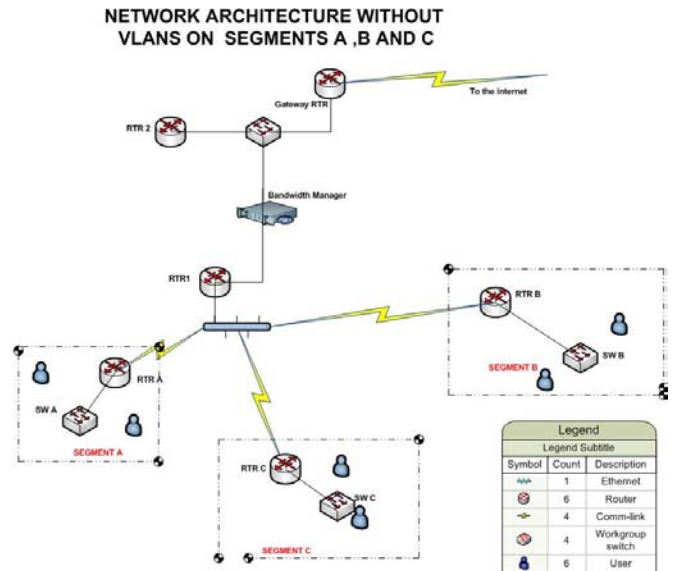 NETWORK ARCHITECTURE WITHOUT
VLANS ON SEGMENTS A ,B AND C
To the Internet
Gateway RTR
RTR 2
Bandwidth Manager
RTR1
RTR B
SW B
SEGMENT B
RTR A
SW A
SEGMENT A
RTR C
SW C
SEGMENT C
Legend
Legend Subtitle
Symbol Count Description
1 Ethernet
6 Router
4 Comm-link
4 Workgroup
switch
6 User